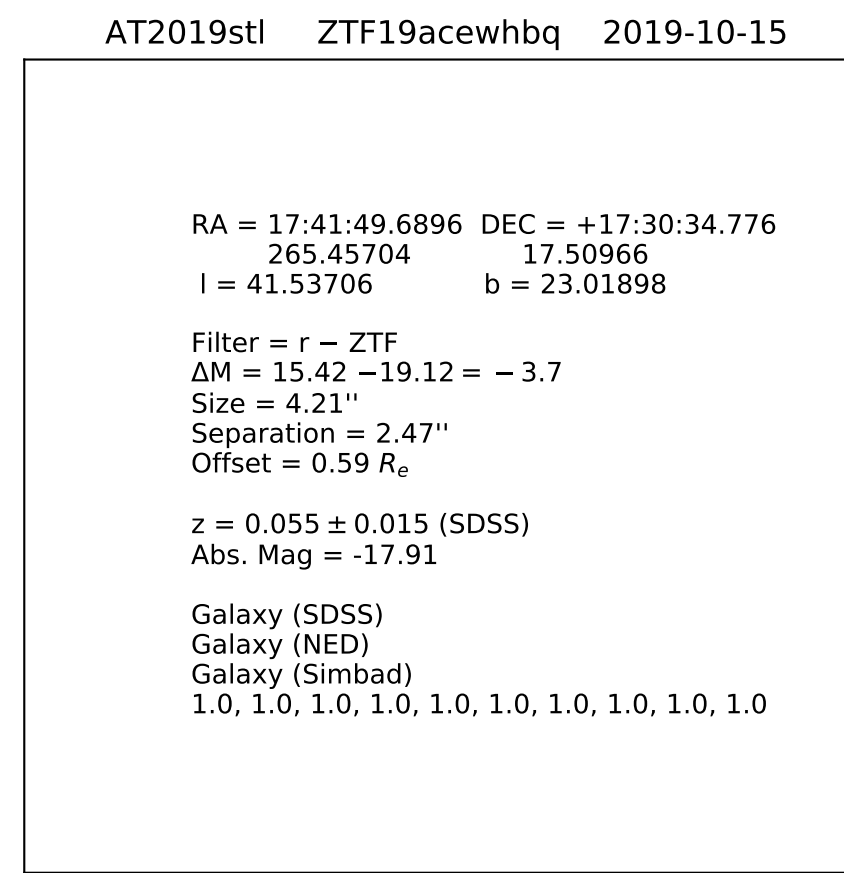 AT2019stl ZTF19acewhbq 2019-10-15
RA = 17:41:49.6896 DEC = +17:30:34.776
265.45704 17.50966
l = 41.53706 b = 23.01898
Filter = r − ZTF
ΔM = 15.42 −19.12 = − 3.7
Size = 4.21''
Separation = 2.47''
Offset = 0.59 Rₑ
z = 0.055 ± 0.015 (SDSS)
Abs. Mag = -17.91
Galaxy (SDSS)
Galaxy (NED)
Galaxy (Simbad)
1.0, 1.0, 1.0, 1.0, 1.0, 1.0, 1.0, 1.0, 1.0, 1.0